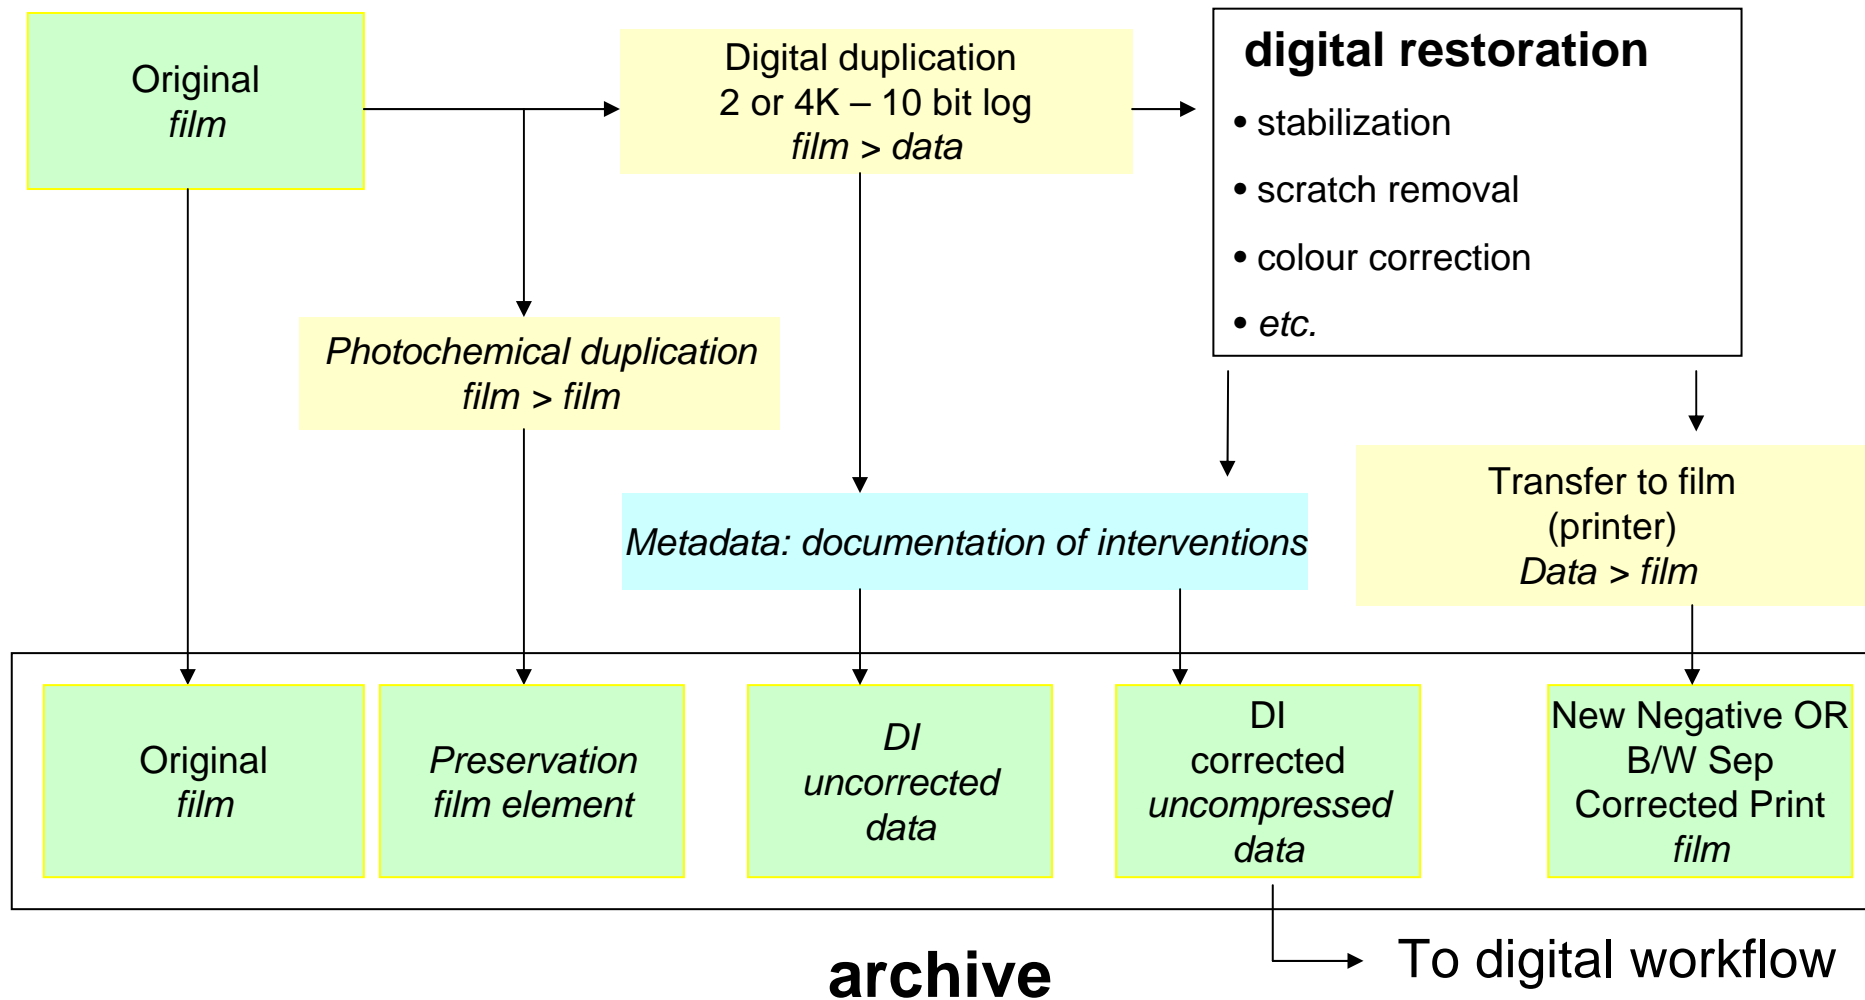 Original
film
Digital duplication
2 or 4K – 10 bit log
film > data
digital restoration
• stabilization
• scratch removal
• colour correction
• etc.
Photochemical duplication
film > film
Metadata: documentation of interventions
Transfer to film
(printer)
Data > film
Original
film
Preservation
film element
DI
uncorrected
data
DI
corrected
uncompressed
data
New Negative OR
B/W Sep
Corrected Print
film
archive
To digital workflow